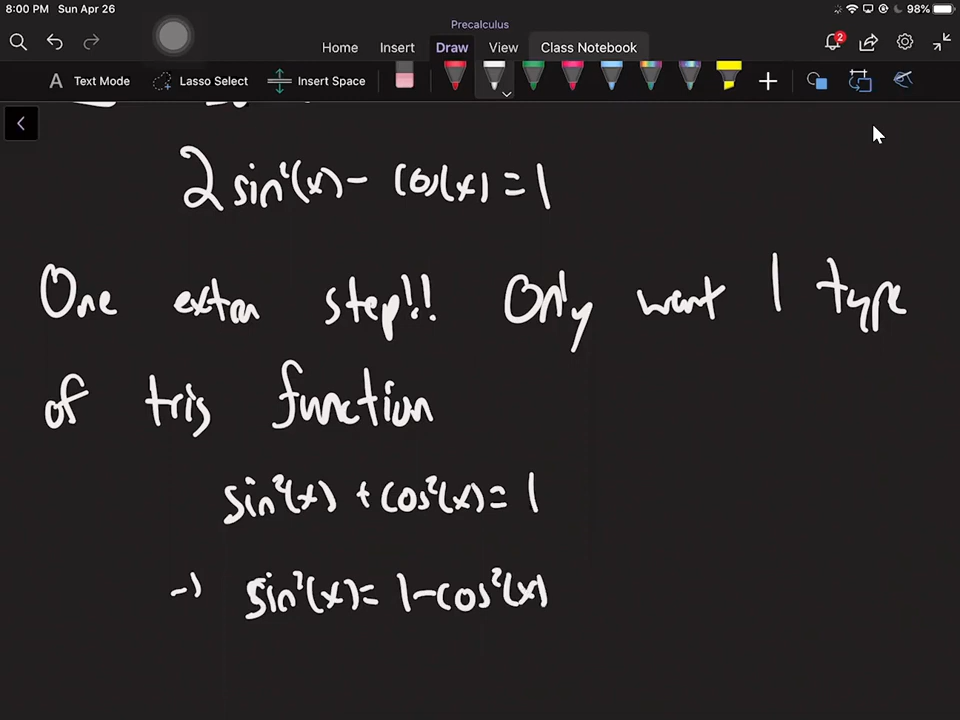 8:00 PM Sun Apr 26
98%
Precalculus
Home Insert Draw View Class Notebook
2
Text Mode Lasso Select Insert Space
2 sin²(x) - cos(x) = 1
One extra step!! Only want 1 type
of trig function
sin²(x) + cos²(x) = 1
→ sin²(x) = 1 - cos²(x)